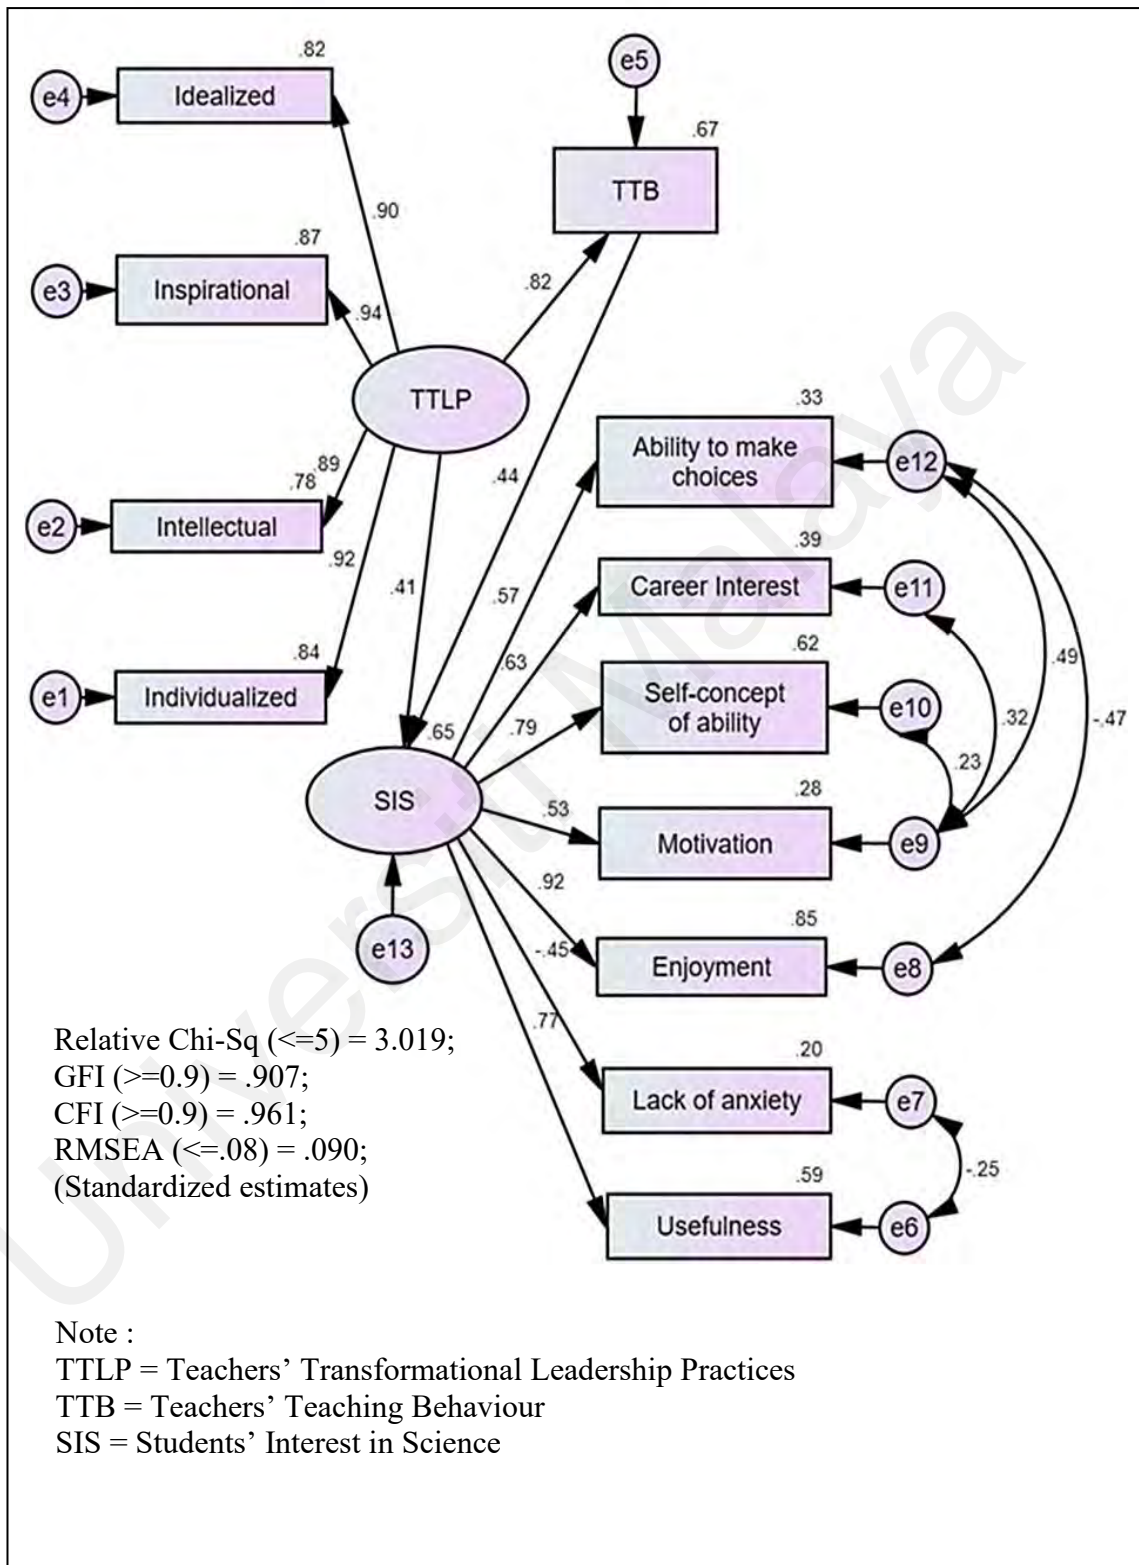 .82
e4
Idealized
e5
.67
TTB
.90
.87
e3
Inspirational
.94
.82
TTLP
.33
Ability to make
choices
e12
.89
.78
e2
Intellectual
.44
.92
.39
Career Interest
e11
.41
.57
.49
.84
e1
Individualized
.63
.62
Self-concept
of ability
e10
.32
-.47
.65
.79
.23
SIS
.53
.28
Motivation
e9
.92
e13
-.45
.85
Enjoyment
e8
.77
Relative Chi-Sq (<=5) = 3.019;
GFI (>=0.9) = .907;
CFI (>=0.9) = .961;
RMSEA (<=.08) = .090;
(Standardized estimates)
.20
Lack of anxiety
e7
-.25
.59
Usefulness
e6
Note :
TTLP = Teachers’ Transformational Leadership Practices
TTB = Teachers’ Teaching Behaviour
SIS = Students’ Interest in Science
Universiti Malaya